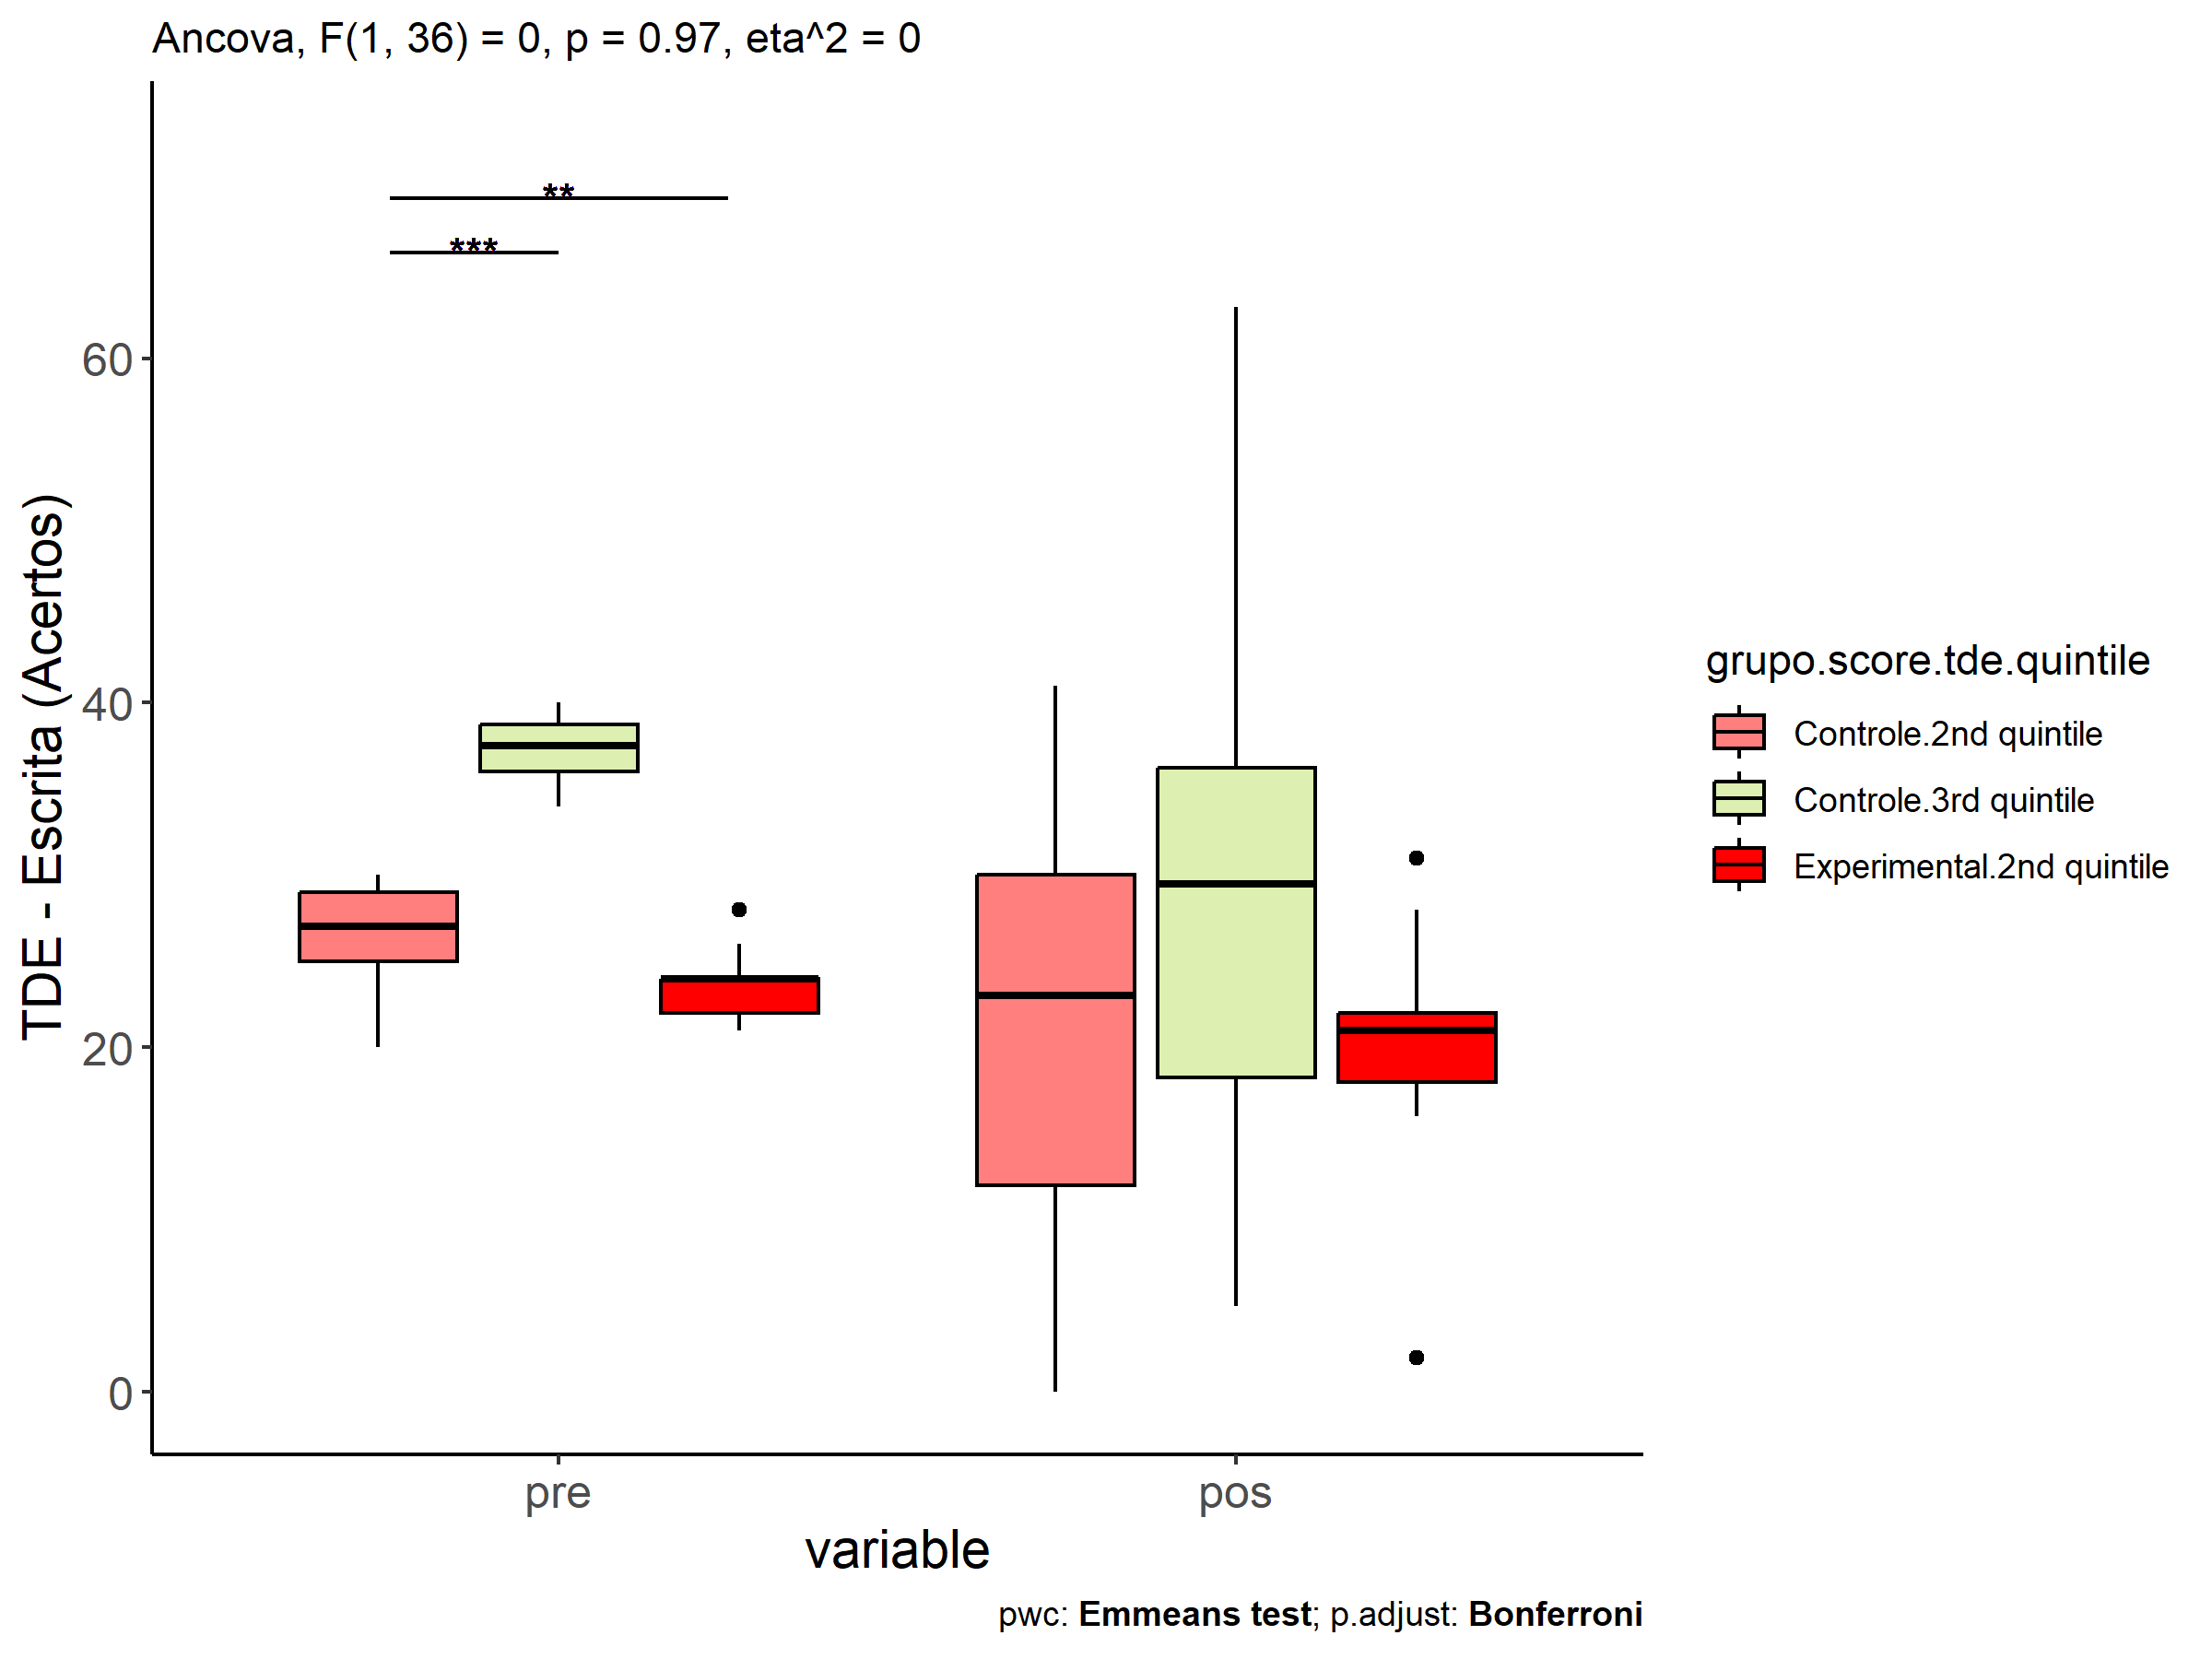 Ancova, F(1, 36) = 0, p = 0.97, eta^2 = 0
**
***
TDE - Escrita (Acertos)
60
40
20
0
pre
pos
variable
grupo.score.tde.quintile
Controle.2nd quintile
Controle.3rd quintile
Experimental.2nd quintile
pwc: Emmeans test; p.adjust: Bonferroni